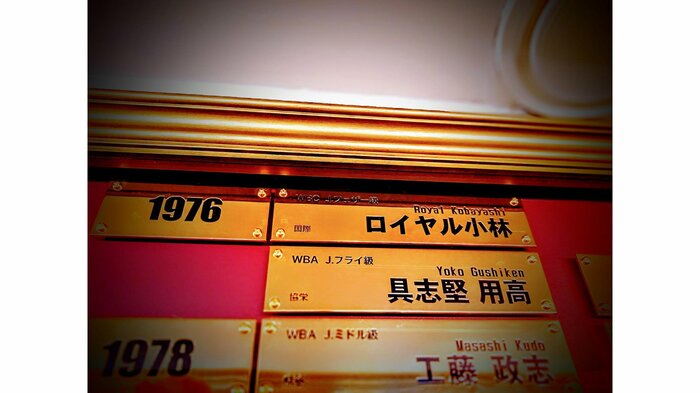 1976
WBC J.フェザー級
Royal Kobayashi
国際
ロイヤル小林
WBA J.フライ級
Yoko Gushiken
協栄
具志堅 用高
1978
WBA J.ミドル級
Masashi Kudo
工藤 政志